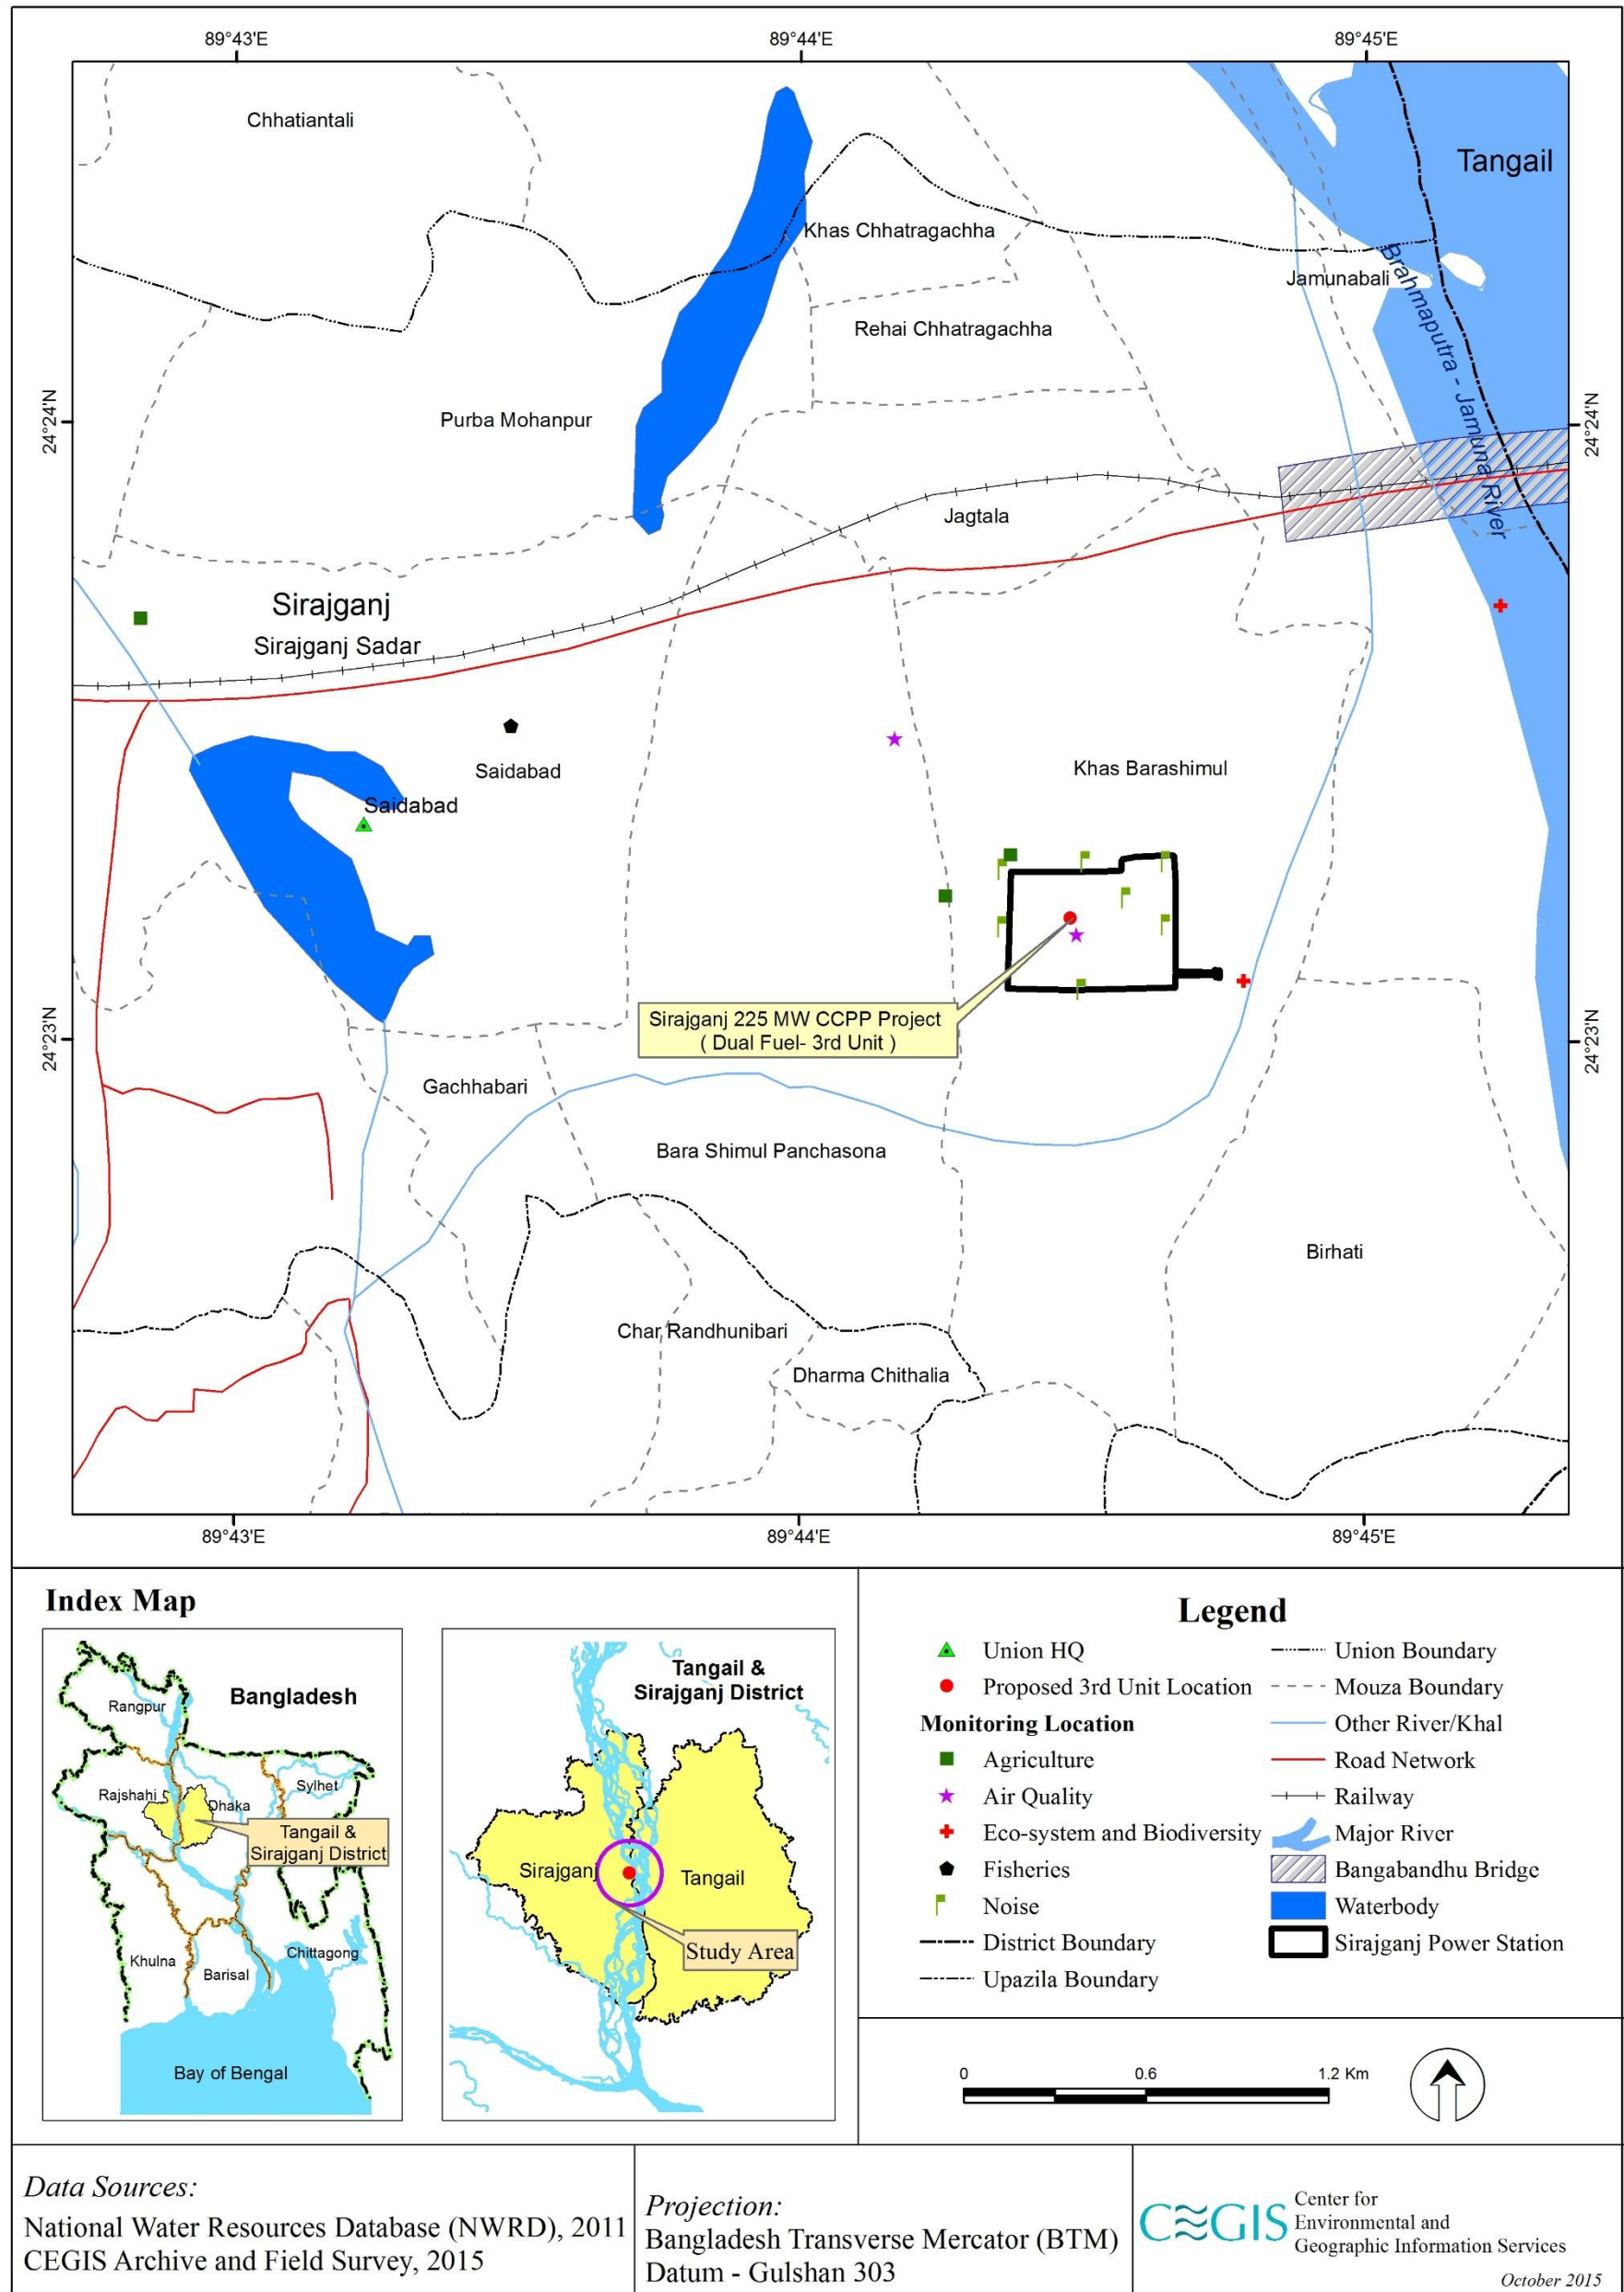 89°43'E
89°44'E
89°45'E
Chhatiantali
Tangail
Khas Chhatragachha
Jamunabali
Brahmaputra - Jamuna River
Rehai Chhatragachha
24°24'N
24°24'N
Purba Mohanpur
Jagtala
Sirajganj
Sirajganj Sadar
Saidabad
Khas Barashimul
Saidabad
Sirajganj 225 MW CCPP Project
( Dual Fuel- 3rd Unit )
24°23'N
24°23'N
Gachhabari
Bara Shimul Panchasona
Birhati
Char Randhunibari
Dharma Chithalia
89°43'E
89°44'E
89°45'E
Index Map
Bangladesh
Rangpur
Rajshahi
Dhaka
Sylhet
Tangail &
Sirajganj District
Khulna
Barisal
Chittagong
Bay of Bengal
Tangail &
Sirajganj District
Sirajganj
Tangail
Study Area
Legend
Union HQ
Proposed 3rd Unit Location
Monitoring Location
Agriculture
Air Quality
Eco-system and Biodiversity
Fisheries
Noise
District Boundary
Upazila Boundary
Union Boundary
Mouza Boundary
Other River/Khal
Road Network
Railway
Major River
Bangabandhu Bridge
Waterbody
Sirajganj Power Station
0 0.6 1.2 Km
Data Sources:
National Water Resources Database (NWRD), 2011
CEGIS Archive and Field Survey, 2015
Projection:
Bangladesh Transverse Mercator (BTM)
Datum - Gulshan 303
CEGIS
Center for
Environmental and
Geographic Information Services
October 2015